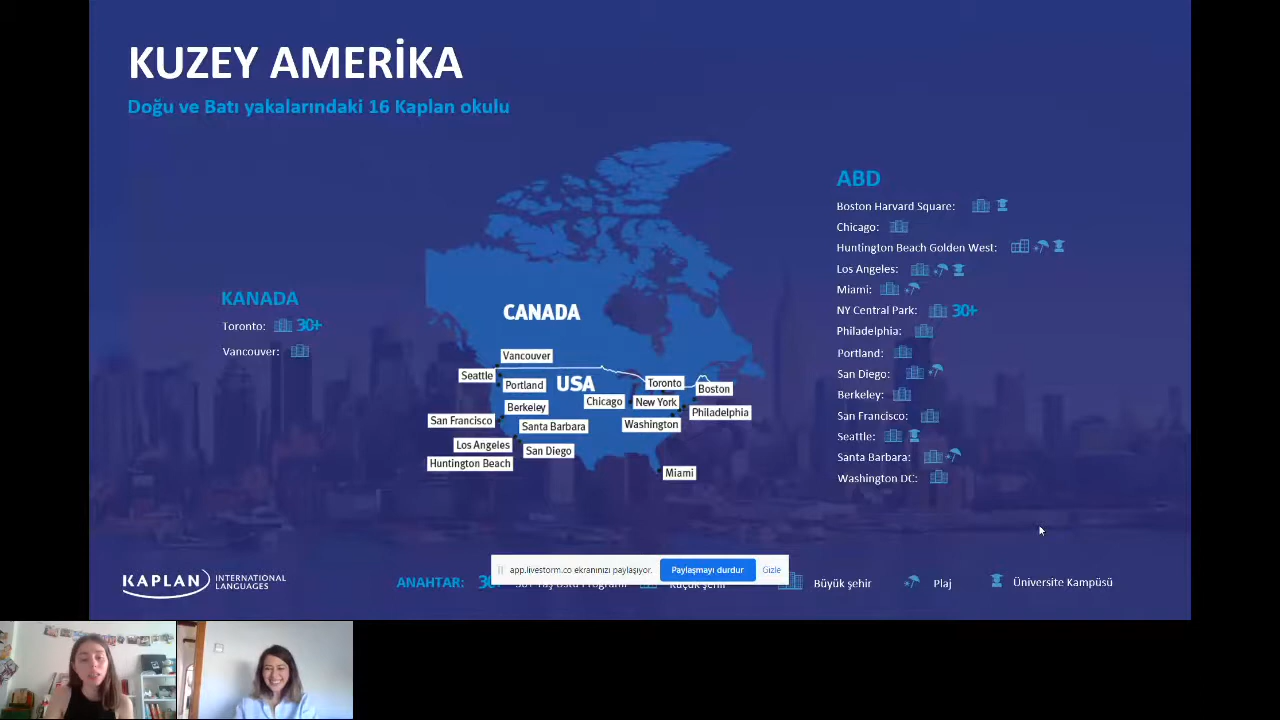 KUZEY AMERİKA
Doğu ve Batı yakalarındaki 16 Kaplan okulu
KANADA
Toronto: 30+
Vancouver:
CANADA
USA
Vancouver
Seattle
Portland
Toronto
Boston
Chicago
New York
Berkeley
Philadelphia
San Francisco
Santa Barbara
Washington
Los Angeles
San Diego
Huntington Beach
Miami
ABD
Boston Harvard Square:
Chicago:
Huntington Beach Golden West:
Los Angeles:
Miami:
NY Central Park: 30+
Philadelphia:
Portland:
San Diego:
Berkeley:
San Francisco:
Seattle:
Santa Barbara:
Washington DC:
app.livestorm.co ekranınızı paylaşıyor.
Paylaşmayı durdur
Gizle
KAPLAN INTERNATIONAL
LANGUAGES
ANAHTAR:
Büyük şehir
Plaj
Üniversite Kampüsü